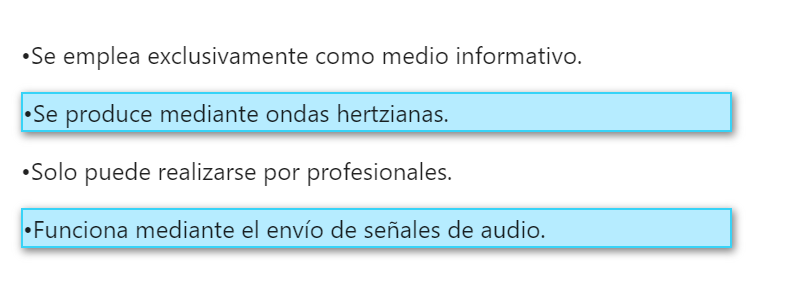 •Se emplea exclusivamente como medio informativo.
•Se produce mediante ondas hertzianas.
•Solo puede realizarse por profesionales.
•Funciona mediante el envío de señales de audio.